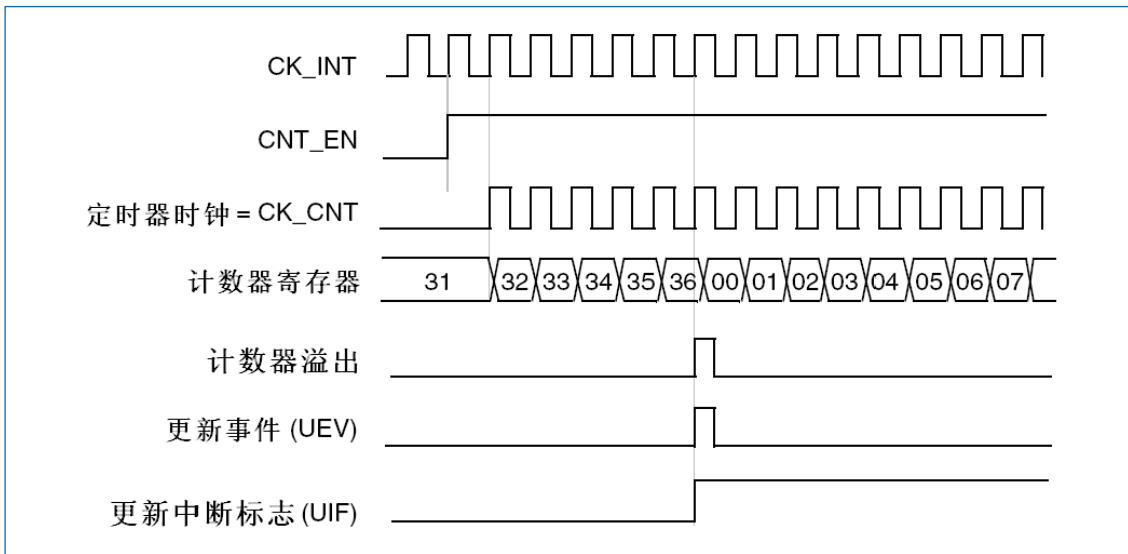 CK_INT
CNT_EN
定时器时钟 = CK_CNT
计数器寄存器 31 32 33 34 35 36 00 01 02 03 04 05 06 07
计数器溢出
更新事件 (UEV)
更新中断标志 (UIF)